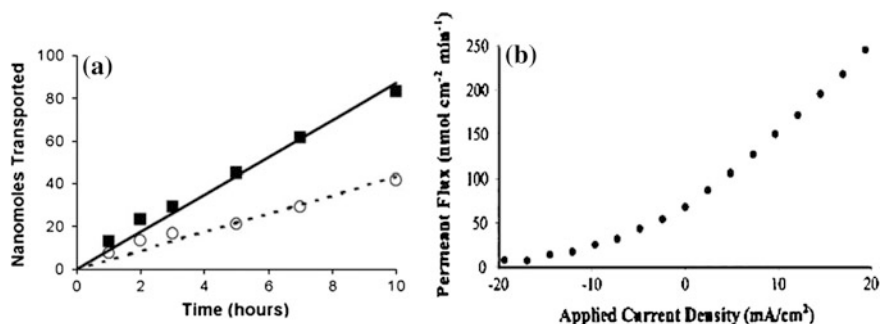 (a)
Nanomoles Transported
100
80
60
40
20
0
0 2 4 6 8 10
Time (hours)
(b)
Permeant Flux (nmol cm⁻² min⁻¹)
250
200
150
100
50
0
-20 -10 0 10 20
Applied Current Density (mA/cm²)